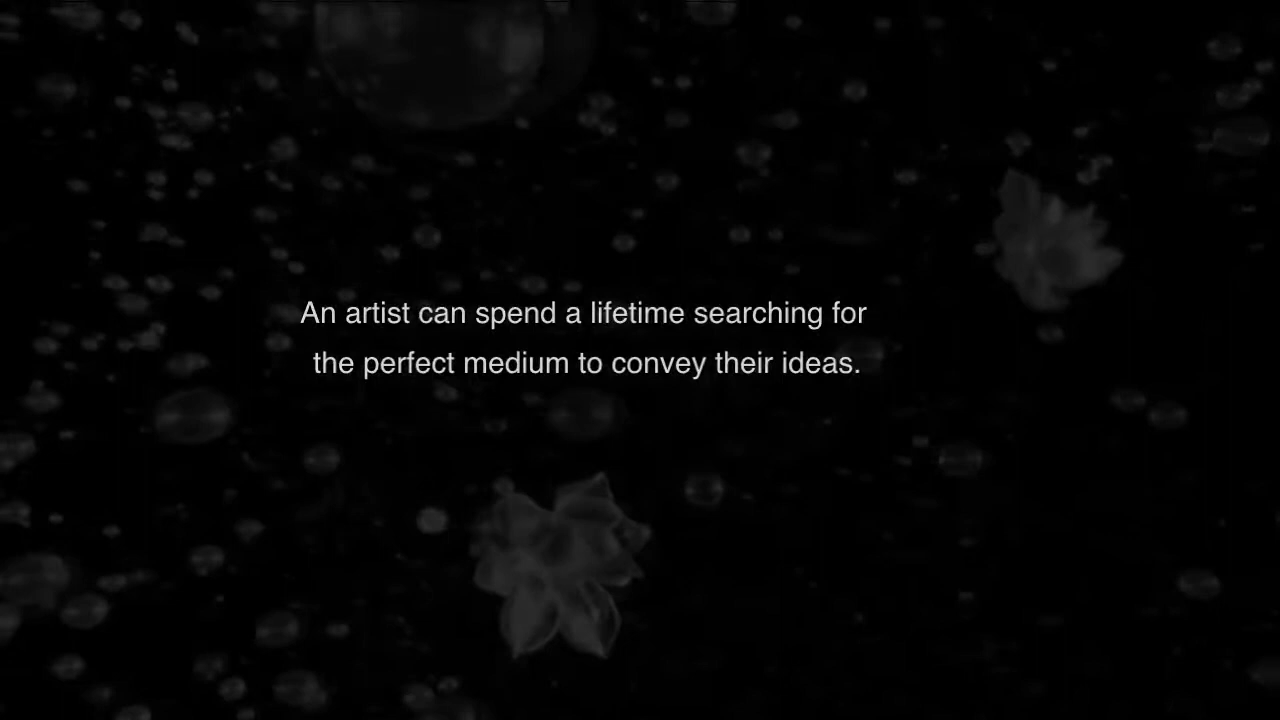 An artist can spend a lifetime searching for
the perfect medium to convey their ideas.